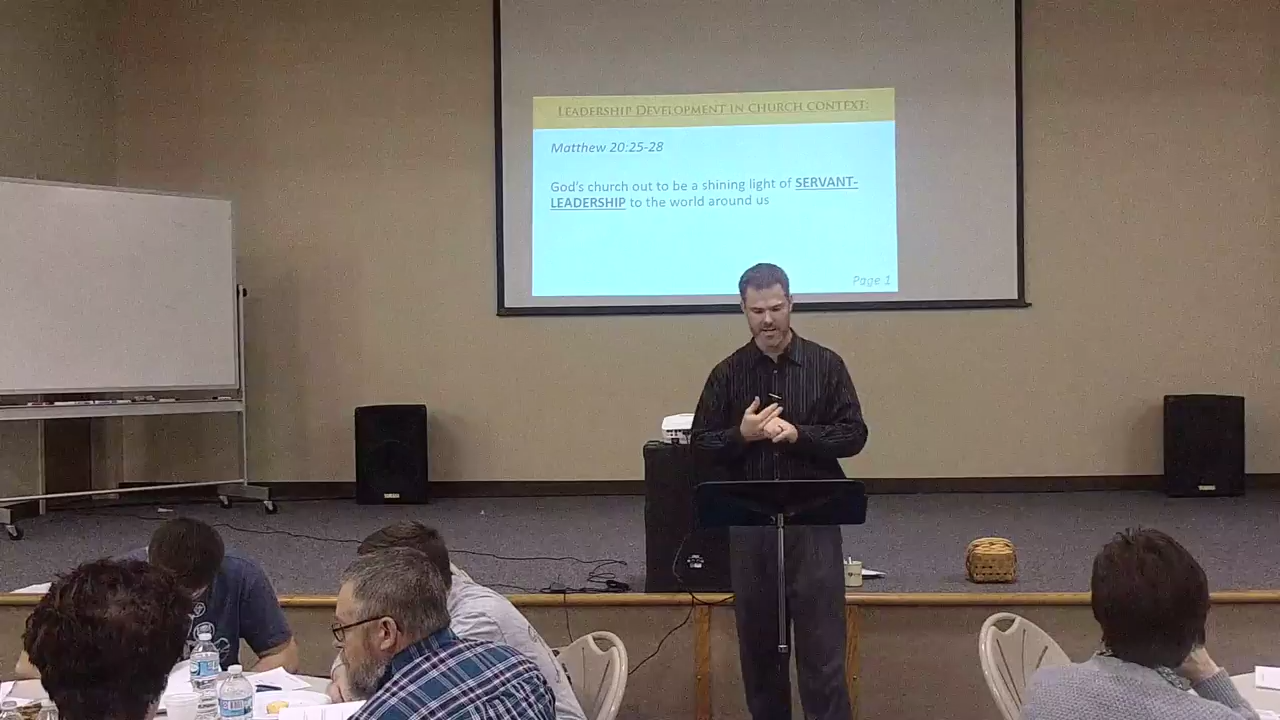 LEADERSHIP DEVELOPMENT IN CHURCH CONTEXT:
Matthew 20:25-28
God's church out to be a shining light of SERVANT-
LEADERSHIP to the world around us
Page 1